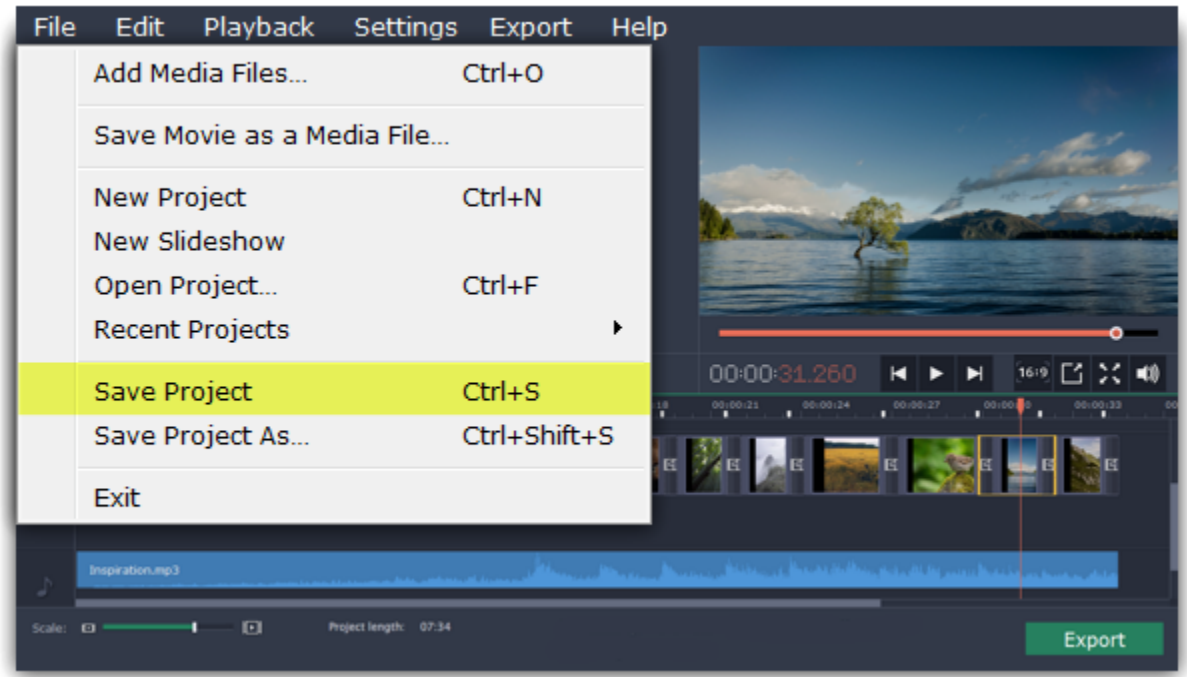 File Edit Playback Settings Export Help
Add Media Files... Ctrl+O
Save Movie as a Media File...
New Project Ctrl+N
New Slideshow
Open Project... Ctrl+F
Recent Projects
Save Project Ctrl+S
Save Project As... Ctrl+Shift+S
Exit
00:00:31.260 16:9
00:00:21 00:00:24 00:00:27 00:00:33
Inspiration.mp3
Scale: Project length: 07:34
Export